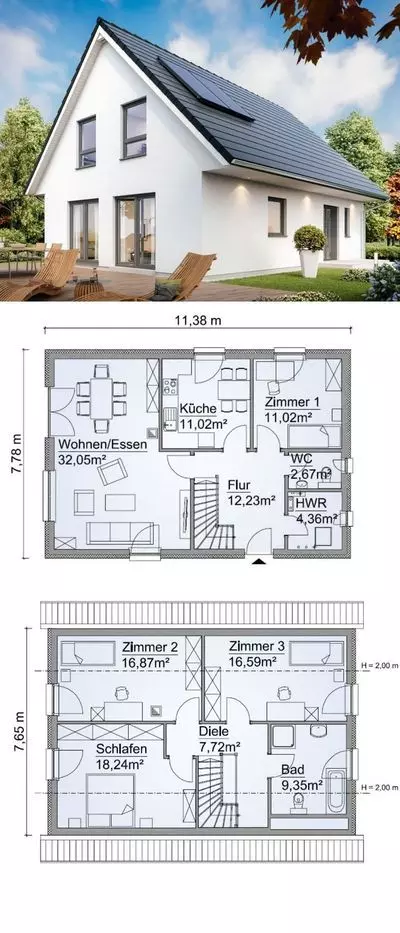 11,38 m
7,78 m
Küche
11,02m²
Zimmer 1
11,02m²
Wohnen/Essen
32,05m²
WC
2,67m²
Flur
12,23m²
HWR
4,36m²
Zimmer 2
16,87m²
Zimmer 3
16,59m²
H = 2,00 m
7,65 m
Diele
7,72m²
Schlafen
18,24m²
Bad
9,35m²
H = 2,00 m